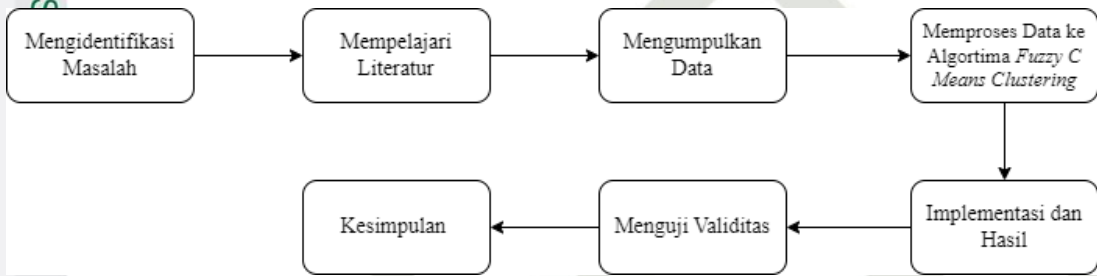 Mengidentifikasi
Masalah
Mempelajari
Literatur
Mengumpulkan
Data
Memproses Data ke
Algortima Fuzzy C
Means Clustering
Implementasi dan
Hasil
Menguji Validitas
Kesimpulan